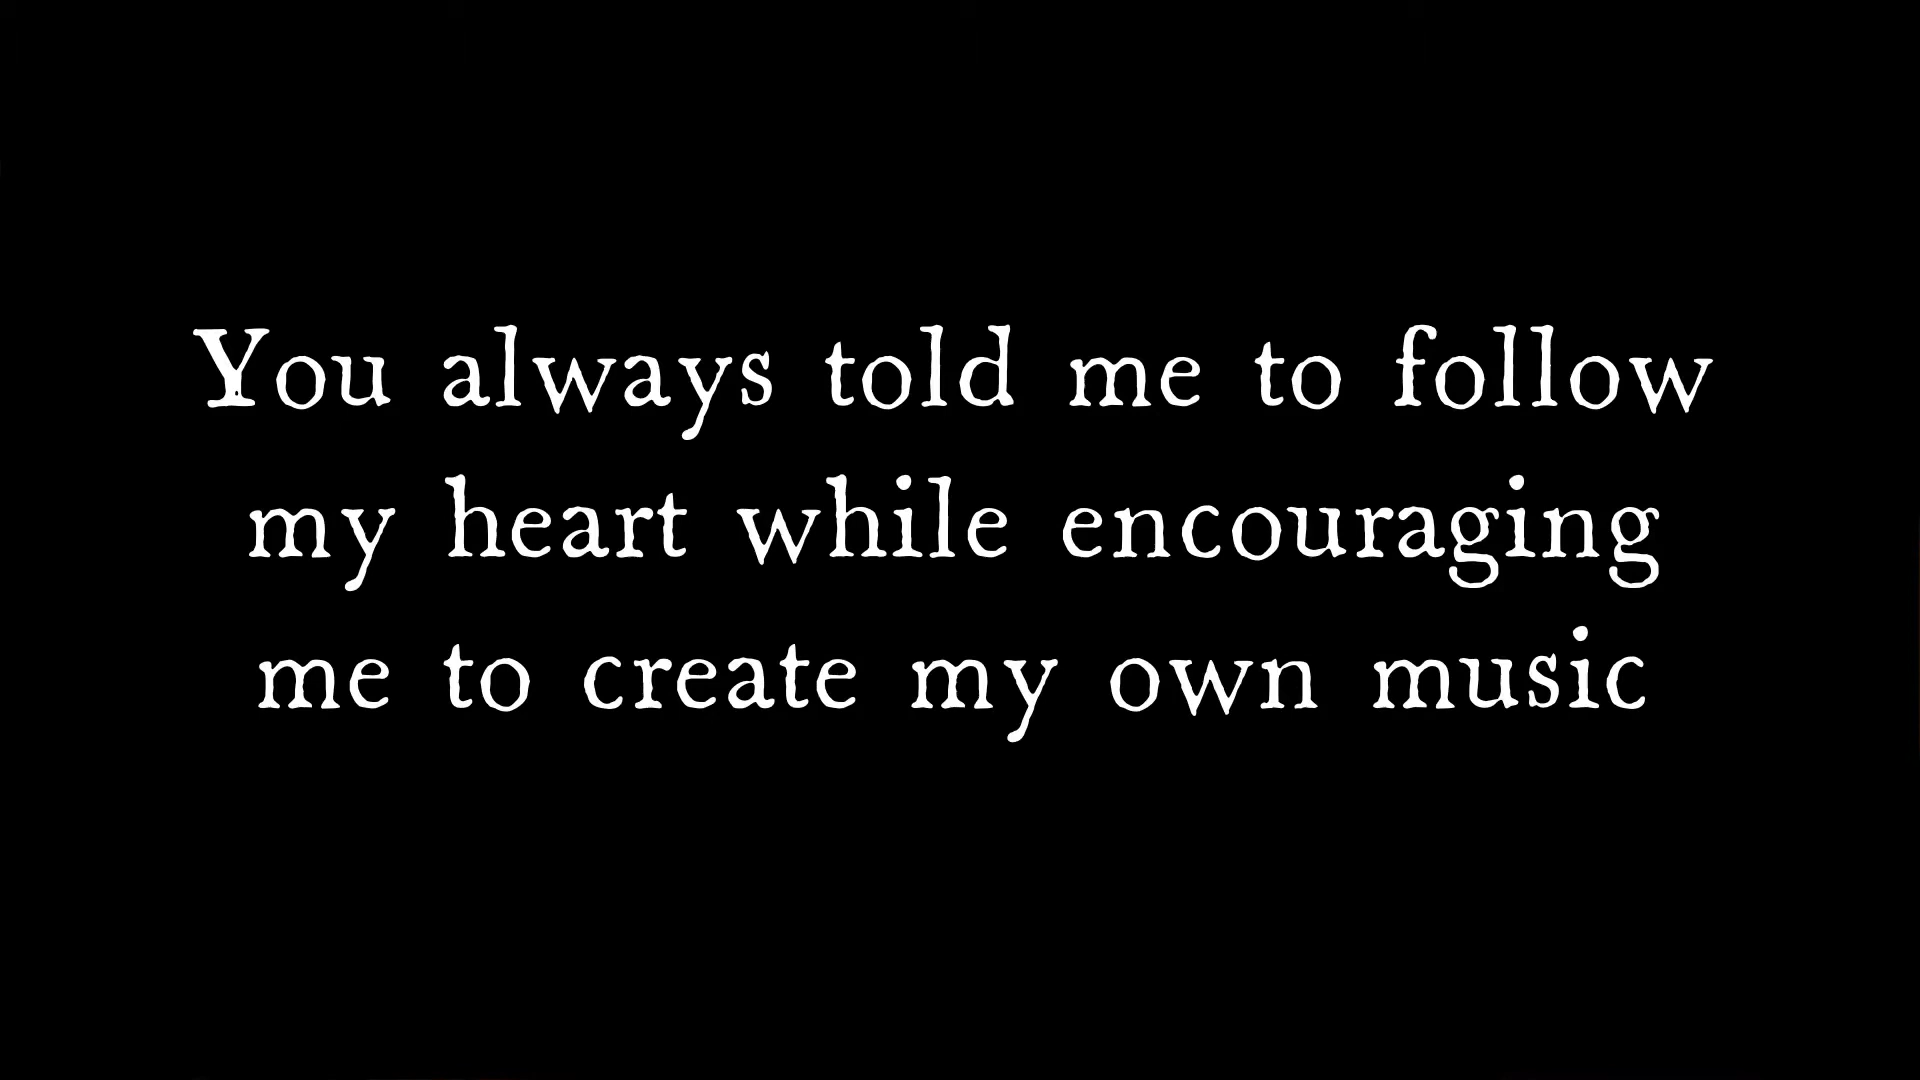 You always told me to follow
my heart while encouraging
me to create my own music